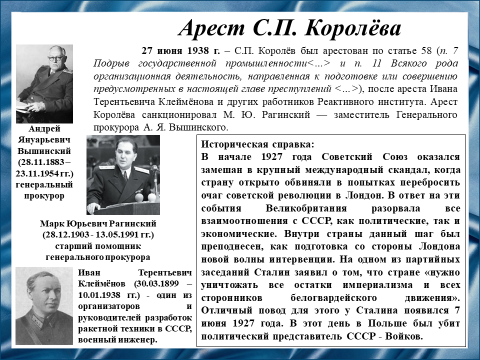 Арест С.П. Королёва
27 июня 1938 г. – С.П. Королёв был арестован по статье 58 (п. 7
Подрыв государственной промышленности<…> и п. 11 Всякого рода
организационная деятельность, направленная к подготовке или совершению
предусмотренных в настоящей главе преступлений <…>), после ареста Ивана
Терентьевича Клеймёнова и других работников Реактивного института. Арест
Королёва санкционировал М. Ю. Рагинский — заместитель Генерального
прокурора А. Я. Вышинского.
Андрей
Януарьевич
Вышинский
(28.11.1883 –
23.11.1954 гг.)
генеральный
прокурор
Марк Юрьевич Рагинский
(28.12.1903 - 13.05.1991 гг.)
старший помощник
генерального прокурора
Иван Терентьевич
Клеймёнов (30.03.1899 –
10.01.1938 гг.) - один из
организаторов и
руководителей разработок
ракетной техники в СССР,
военный инженер.
Историческая справка:
В начале 1927 года Советский Союз оказался
замешан в крупный международный скандал, когда
страну открыто обвиняли в попытках перебросить
очаг советской революции в Лондон. В ответ на эти
события Великобритания разорвала все
взаимоотношения с СССР, как политические, так и
экономические. Внутри страны данный шаг был
преподнесен, как подготовка со стороны Лондона
новой волны интервенции. На одном из партийных
заседаний Сталин заявил о том, что стране «нужно
уничтожать все остатки империализма и всех
сторонников белогвардейского движения».
Отличный повод для этого у Сталина появился 7
июня 1927 года. В этот день в Польше был убит
политический представитель СССР - Войков.